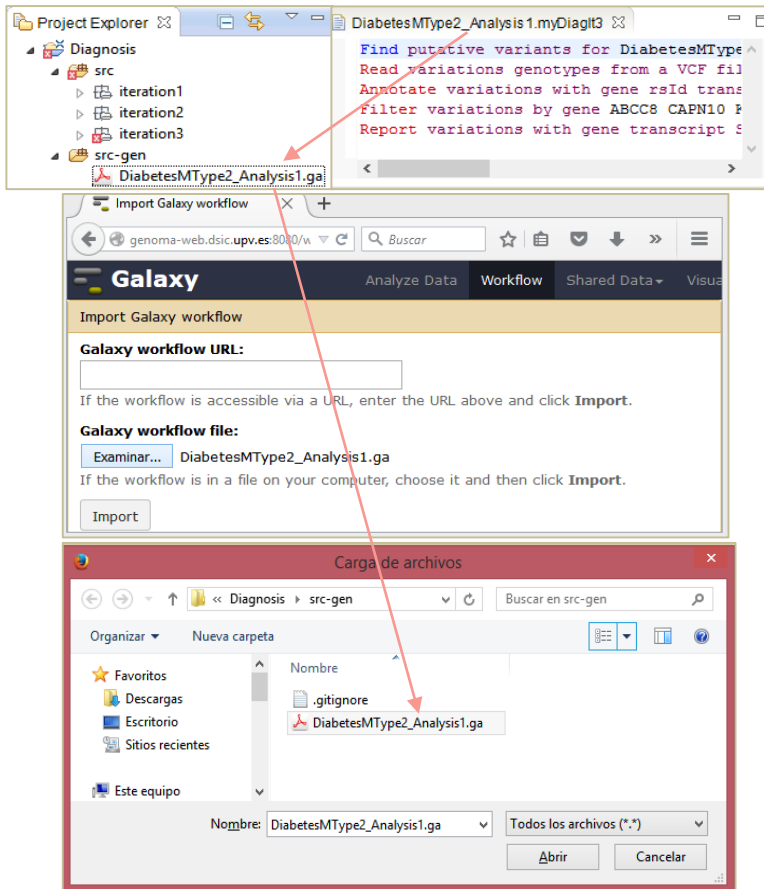 Project Explorer
Diagnosis
src
iteration1
iteration2
iteration3
src-gen
DiabetesMType2_Analysis1.ga
DiabetesMType2_Analysis1.myDiagIt3
Find putative variants for DiabetesMType
Read variations genotypes from a VCF fil
Annotate variations with gene rsId trans
Filter variations by gene ABCC8 CAPN10 K
Report variations with gene transcript S
Import Galaxy workflow
genoma-web.dsic.upv.es:8080/w
Buscar
Galaxy
Analyze Data Workflow Shared Data Visua
Import Galaxy workflow
Galaxy workflow URL:
If the workflow is accessible via a URL, enter the URL above and click Import.
Galaxy workflow file:
Examinar... DiabetesMType2_Analysis1.ga
If the workflow is in a file on your computer, choose it and then click Import.
Import
Carga de archivos
« Diagnosis src-gen Buscar en src-gen
Organizar Nueva carpeta
Favoritos
Descargas
Escritorio
Sitios recientes
Este equipo
Nombre
.gitignore
DiabetesMType2_Analysis1.ga
Nombre: DiabetesMType2_Analysis1.ga Todos los archivos (*.*)
Abrir Cancelar